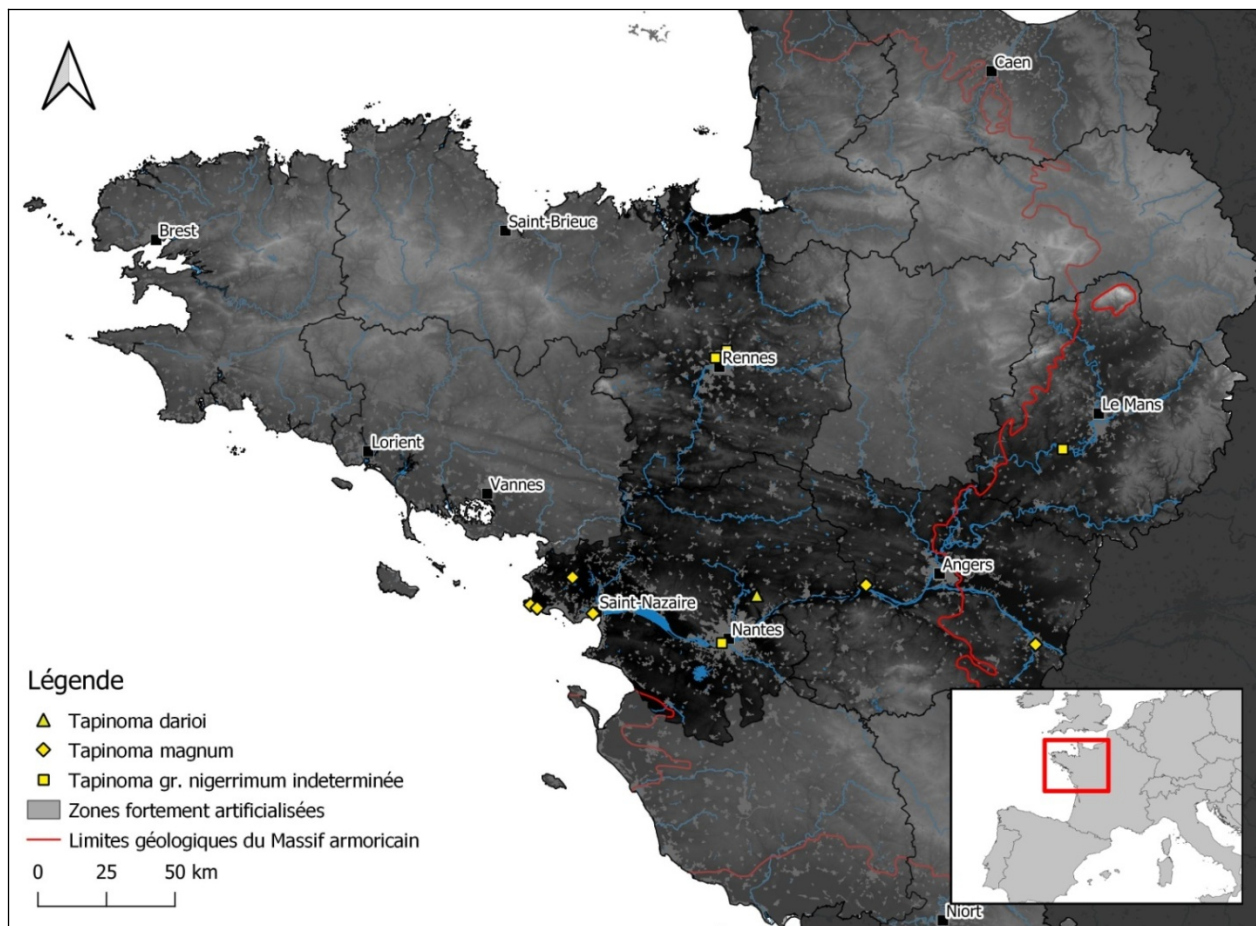 Caen
Brest
Saint-Brieuc
Rennes
Le Mans
Lorient
Vannes
Angers
Saint-Nazaire
Nantes
Légende
Tapinoma darioi
Tapinoma magnum
Tapinoma gr. nigerrimum indeterminée
Zones fortement artificialisées
Limites géologiques du Massif armoricain
0 25 50 km
Niort